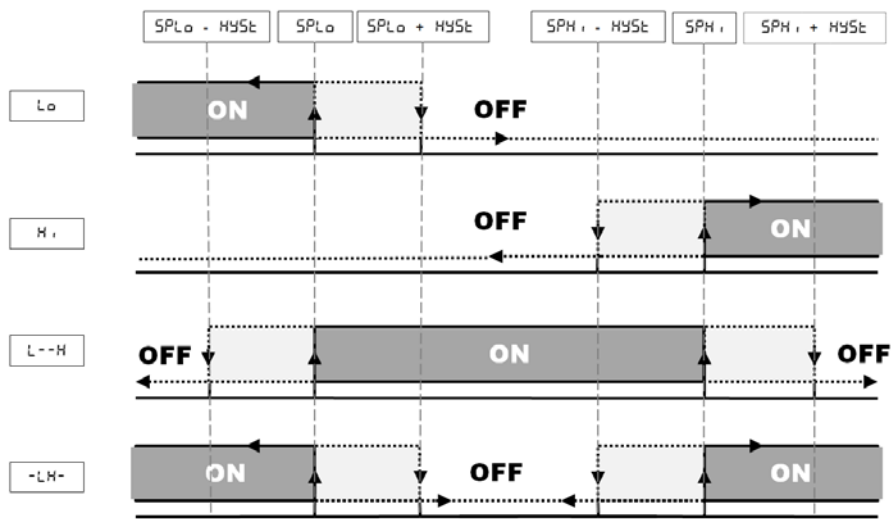 SPLo - HYSt SPLo SPLo + HYSt SPHi - HYSt SPHi SPHi + HYSt
Lo ON OFF
Hi OFF ON
L--H OFF ON OFF
-LH- ON OFF ON